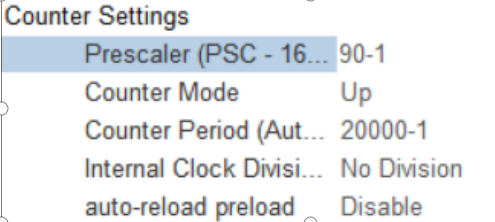 Counter Settings
Prescaler (PSC - 16... 90-1
Counter Mode Up
Counter Period (Aut... 20000-1
Internal Clock Divisi... No Division
auto-reload preload Disable